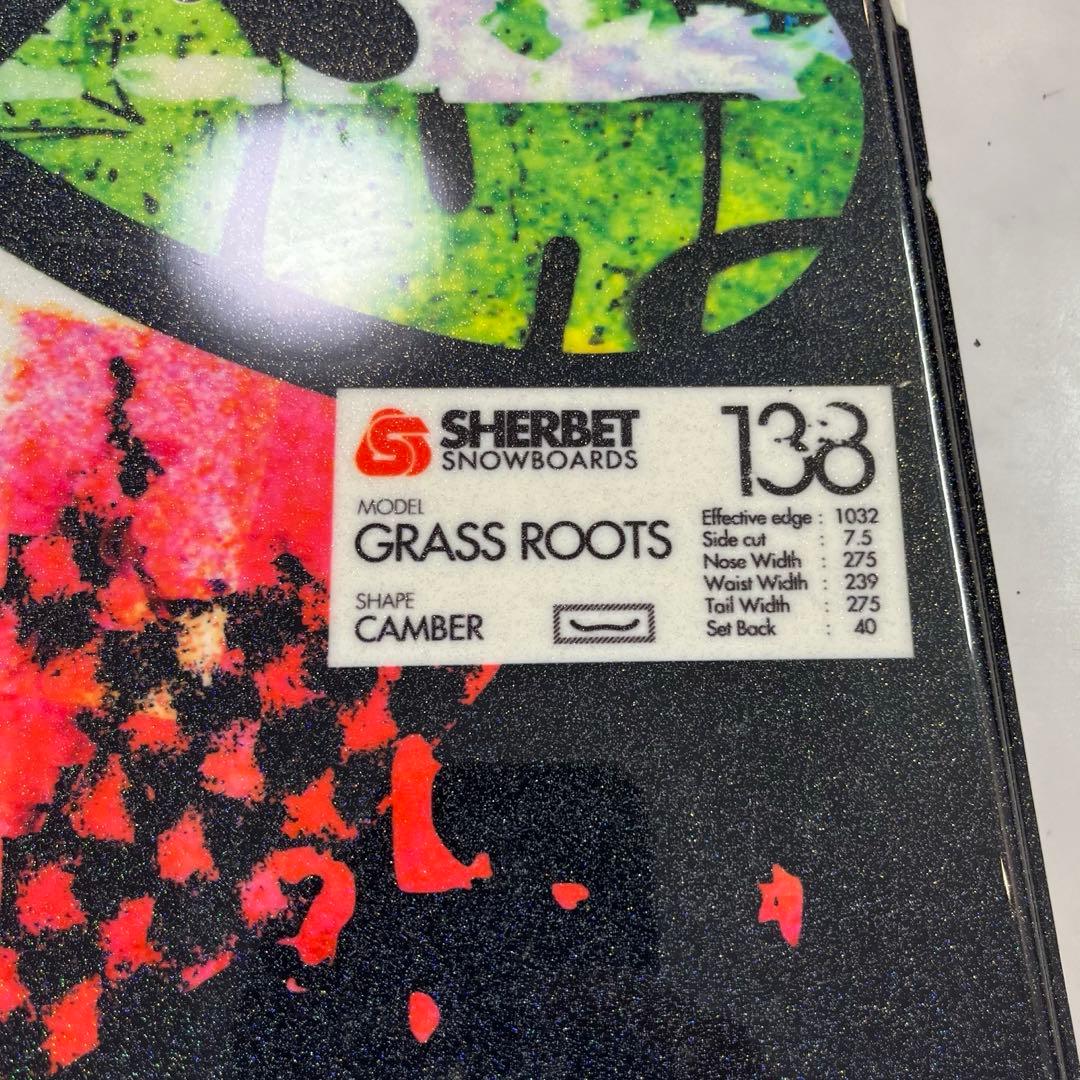 SHERBET
SNOWBOARDS
138
MODEL
GRASS ROOTS
SHAPE
CAMBER
Effective edge : 1032
Side cut : 7.5
Nose Width : 275
Waist Width : 239
Tail Width : 275
Set Back : 40